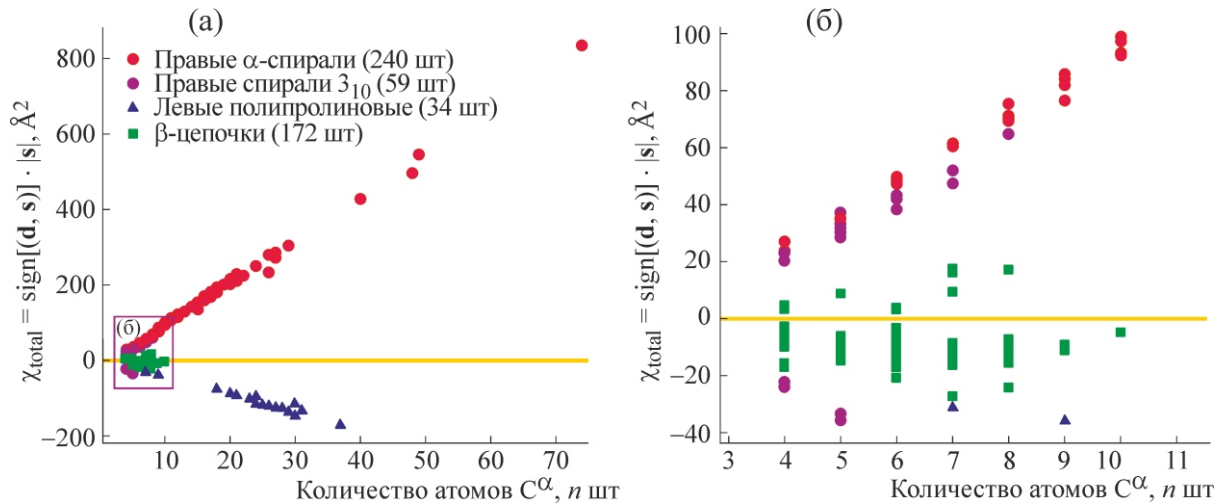 (а)
χtotal = sign[(d, s)] · |s|, Å²
800
600
400
200
0
–200
Правые α-спирали (240 шт)
Правые спирали 3₁₀ (59 шт)
Левые полипролиновые (34 шт)
β-цепочки (172 шт)
(б)
10 20 30 40 50 60 70
Количество атомов Cᵅ, n шт
(б)
χtotal = sign[(d, s)] · |s|, Å²
100
80
60
40
20
0
–20
–40
3 4 5 6 7 8 9 10 11
Количество атомов Cᵅ, n шт